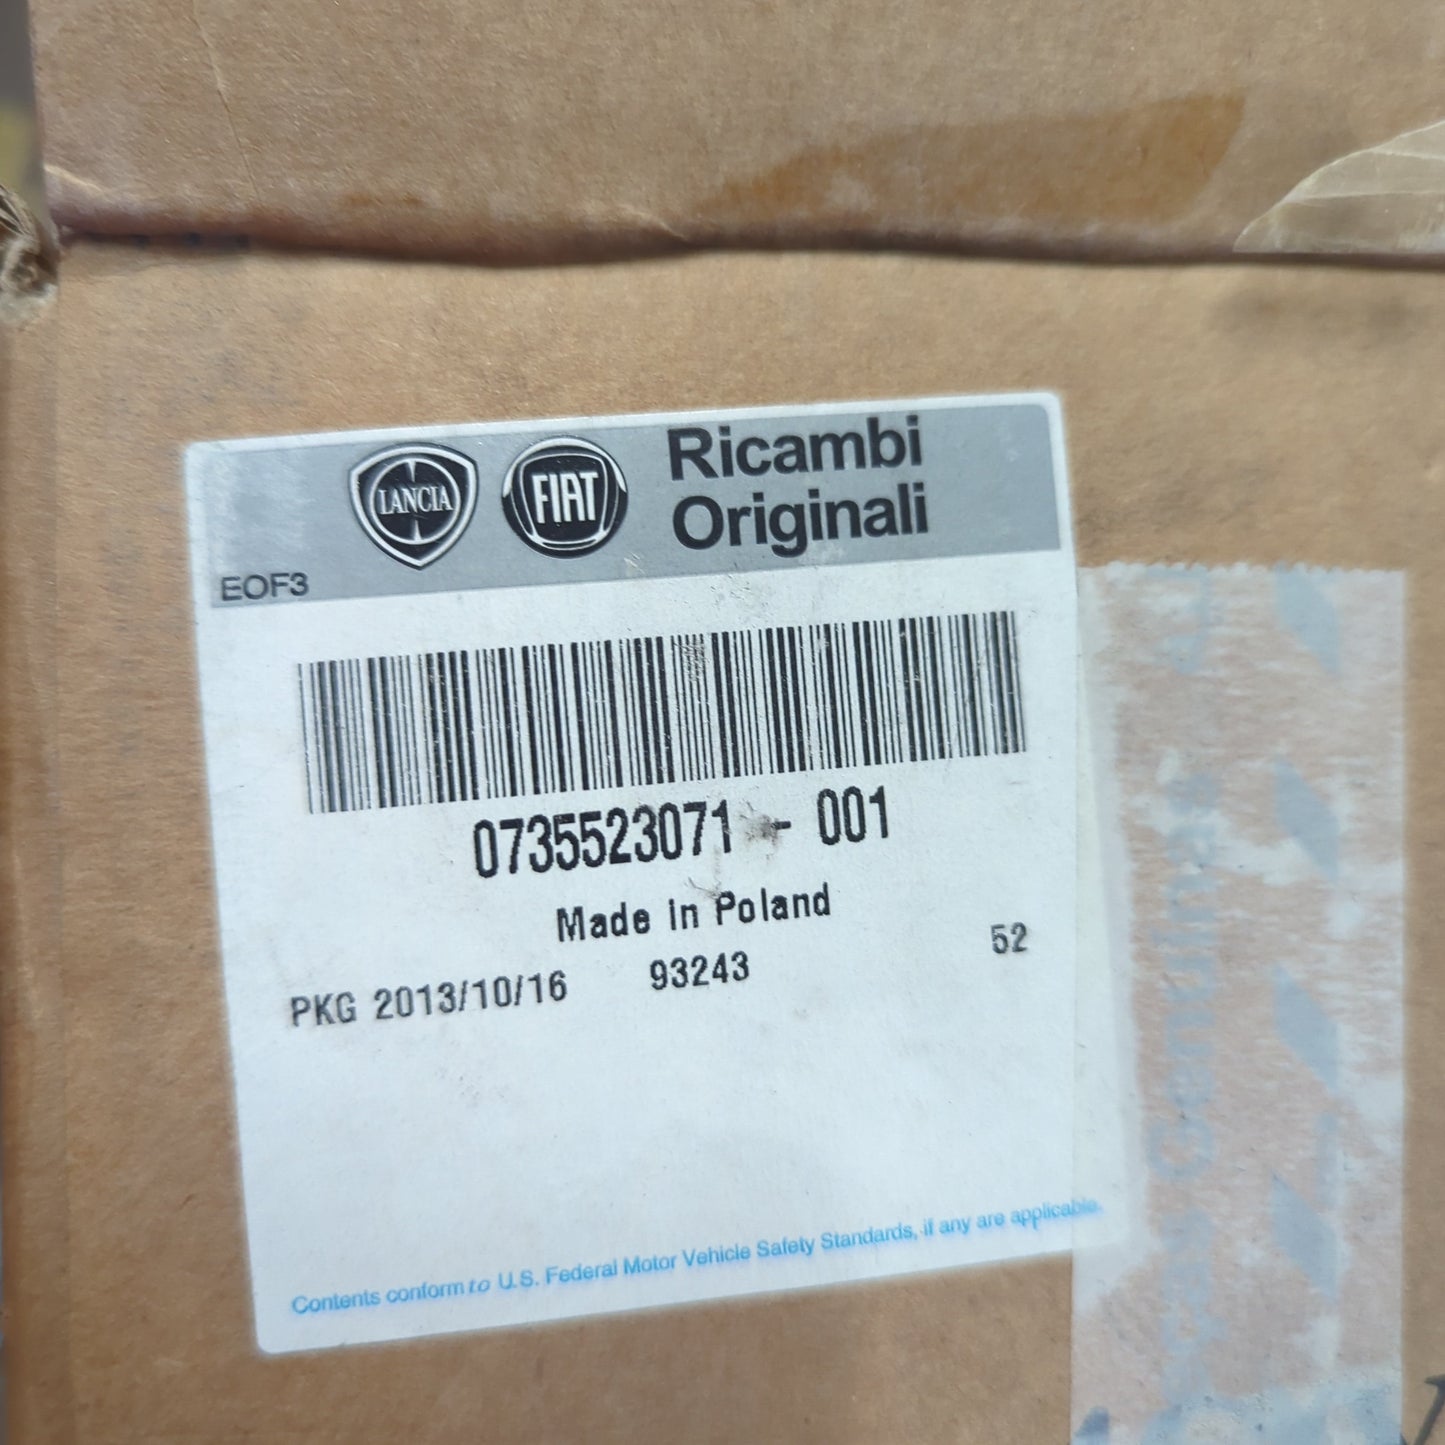 LANCIA FIAT Ricambi
Originali
EOF3
0735523071 - 001
Made in Poland
PKG 2013/10/16 93243 52
Contents conform to U.S. Federal Motor Vehicle Safety Standards, if any are applicable.
Genuine